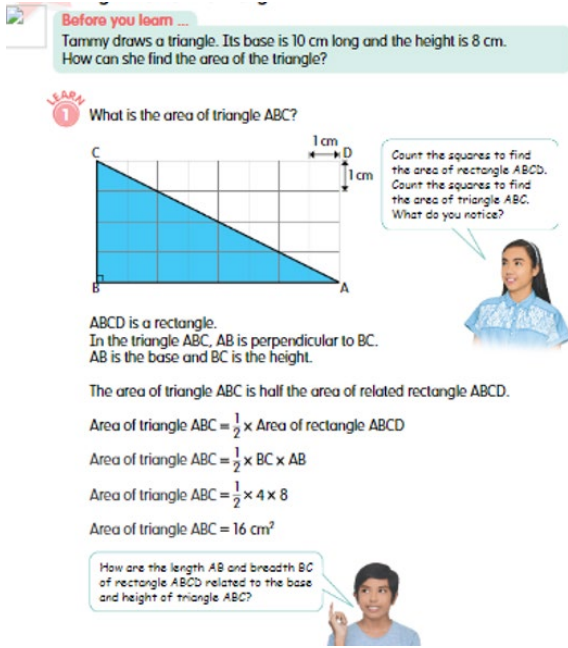 Before you learn ...
Tammy draws a triangle. Its base is 10 cm long and the height is 8 cm.
How can she find the area of the triangle?
LEARN
1 What is the area of triangle ABC?
1 cm
C
D
1 cm
B
A
Count the squares to find
the area of rectangle ABCD.
Count the squares to find
the area of triangle ABC.
What do you notice?
ABCD is a rectangle.
In the triangle ABC, AB is perpendicular to BC.
AB is the base and BC is the height.
The area of triangle ABC is half the area of related rectangle ABCD.
Area of triangle ABC = 1/2 x Area of rectangle ABCD
Area of triangle ABC = 1/2 x BC x AB
Area of triangle ABC = 1/2 x 4 x 8
Area of triangle ABC = 16 cm²
How are the length AB and breadth BC
of rectangle ABCD related to the base
and height of triangle ABC?